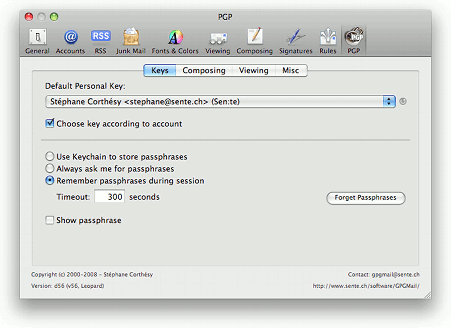 PGP
General Accounts RSS Junk Mail Fonts & Colors Viewing Composing Signatures Rules PGP
Keys Composing Viewing Misc
Default Personal Key:
Stéphane Corthésy <stephane@sente.ch> (Sen:te)
Choose key according to account
Use Keychain to store passphrases
Always ask me for passphrases
Remember passphrases during session
Timeout: 300 seconds Forget Passphrases
Show passphrase
Copyright (c) 2000-2008 - Stéphane Corthésy Contact: gpgmail@sente.ch
Version: d56 (v56, Leopard) http://www.sente.ch/software/GPGMail/